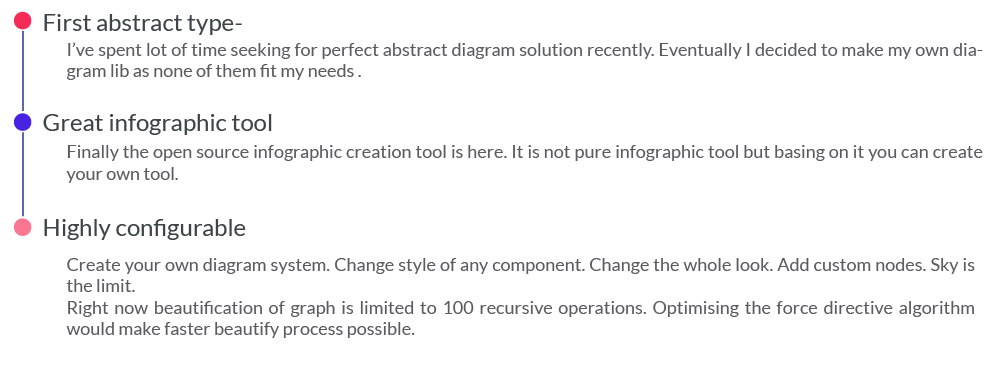 First abstract type-
I've spent lot of time seeking for perfect abstract diagram solution recently. Eventually I decided to make my own dia-
gram lib as none of them fit my needs .
Great infographic tool
Finally the open source infographic creation tool is here. It is not pure infographic tool but basing on it you can create
your own tool.
Highly configurable
Create your own diagram system. Change style of any component. Change the whole look. Add custom nodes. Sky is
the limit.
Right now beautification of graph is limited to 100 recursive operations. Optimising the force directive algorithm
would make faster beautify process possible.